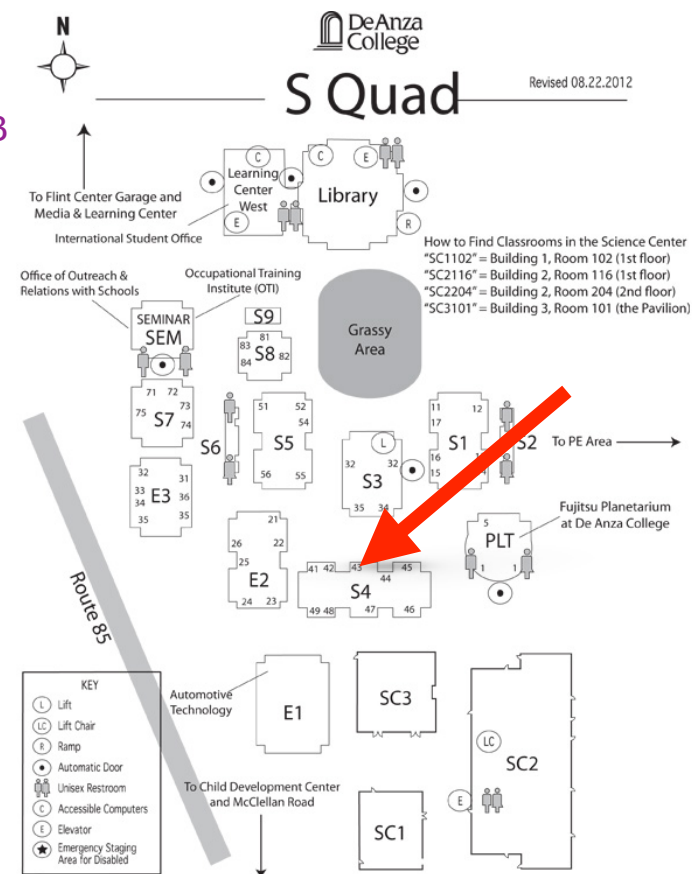 N
DeAnza
College
S Quad
Revised 08.22.2012
3
To Flint Center Garage and
Media & Learning Center
International Student Office
C
Learning
Center
West
E
C
E
Library
R
How to Find Classrooms in the Science Center
"SC1102" = Building 1, Room 102 (1st floor)
"SC2116" = Building 2, Room 116 (1st floor)
"SC2204" = Building 2, Room 204 (2nd floor)
"SC3101" = Building 3, Room 101 (the Pavilion)
Office of Outreach &
Relations with Schools
Occupational Training
Institute (OTI)
SEMINAR
SEM
S9
81
83
S8
82
84
Grassy
Area
71 72
73
75
S7
74
S6
51 52
54
S5
56 55
L
32 32
S3
35 34
11 12
17
S1
16
15
S2
To PE Area
32 31
33
E3
36
34
35 35
21
26 22
25
E2
24 23
41 42 43 45
44
S4
49 48 47 46
5
PLT
1 1
Fujitsu Planetarium
at De Anza College
Route 85
Automotive
Technology
E1
SC3
LC
SC2
E
SC1
To Child Development Center
and McClellan Road
KEY
L Lift
LC Lift Chair
R Ramp
Automatic Door
Unisex Restroom
C Accessible Computers
E Elevator
Emergency Staging
Area for Disabled